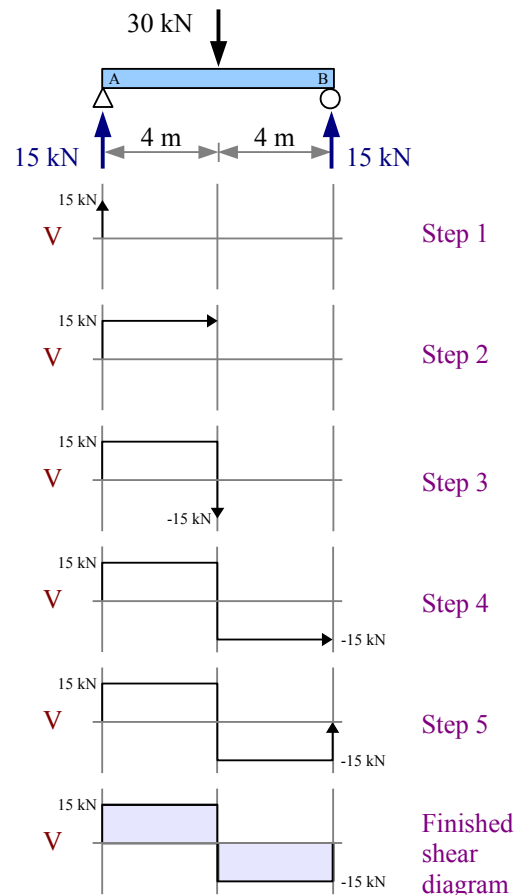 30 kN
A B
4 m 4 m
15 kN 15 kN
15 kN
V Step 1
15 kN
V Step 2
15 kN
V Step 3
-15 kN
15 kN
V Step 4
-15 kN
15 kN
V Step 5
-15 kN
15 kN
V Finished
shear
-15 kN
diagram